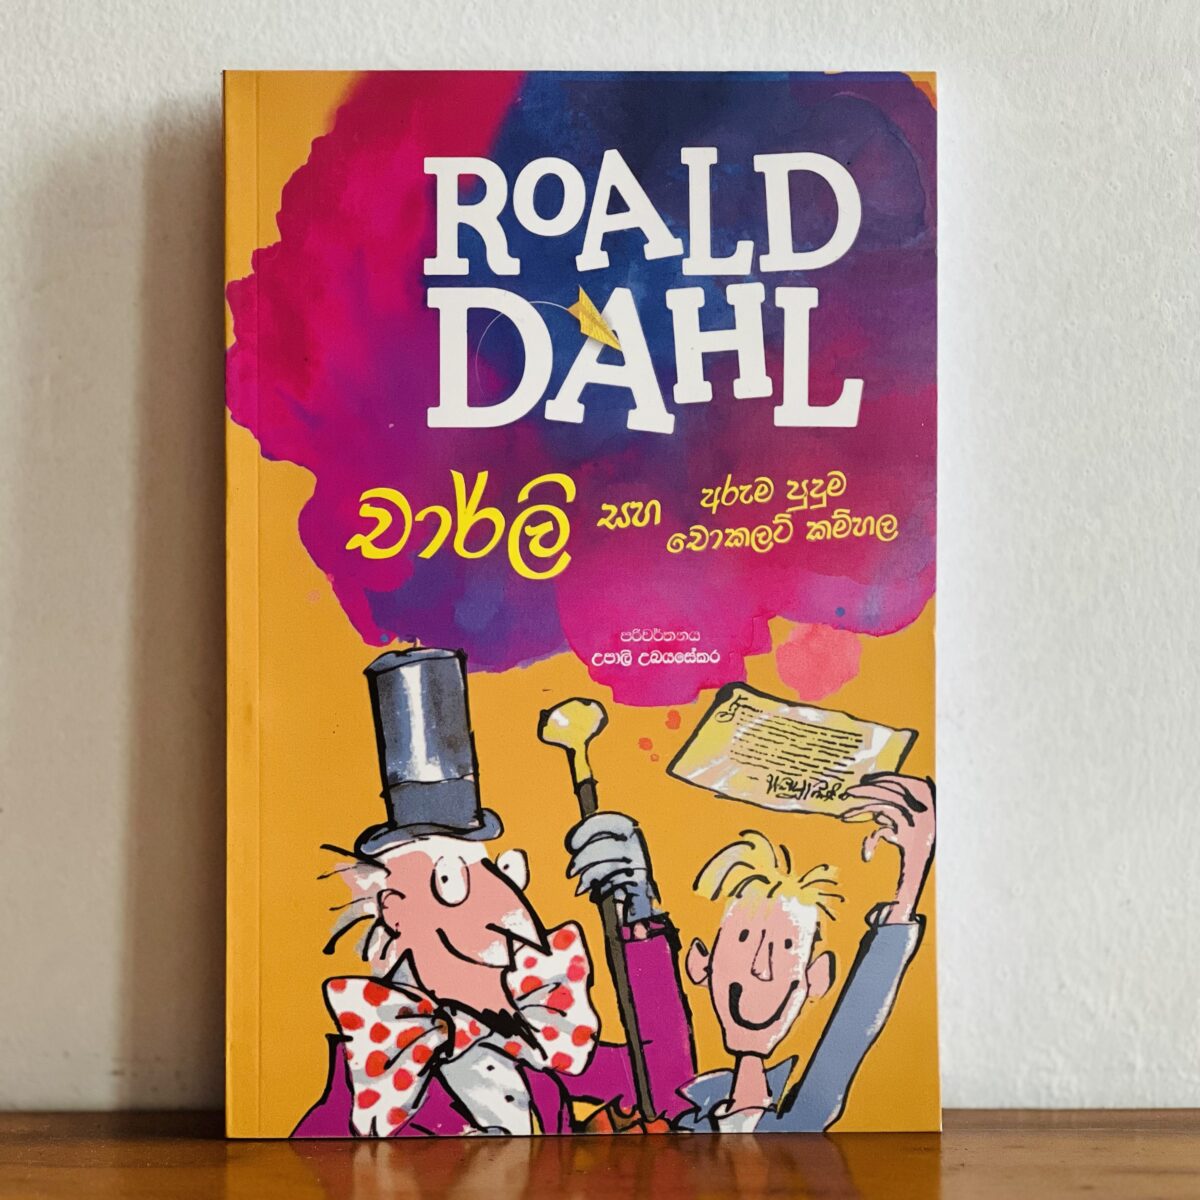 ROALD
DAHL
චාර්ලි සහ අරුම පුදුම
චොකලට් කම්හල
පරිවර්තනය
උපාලි උබයසේකර